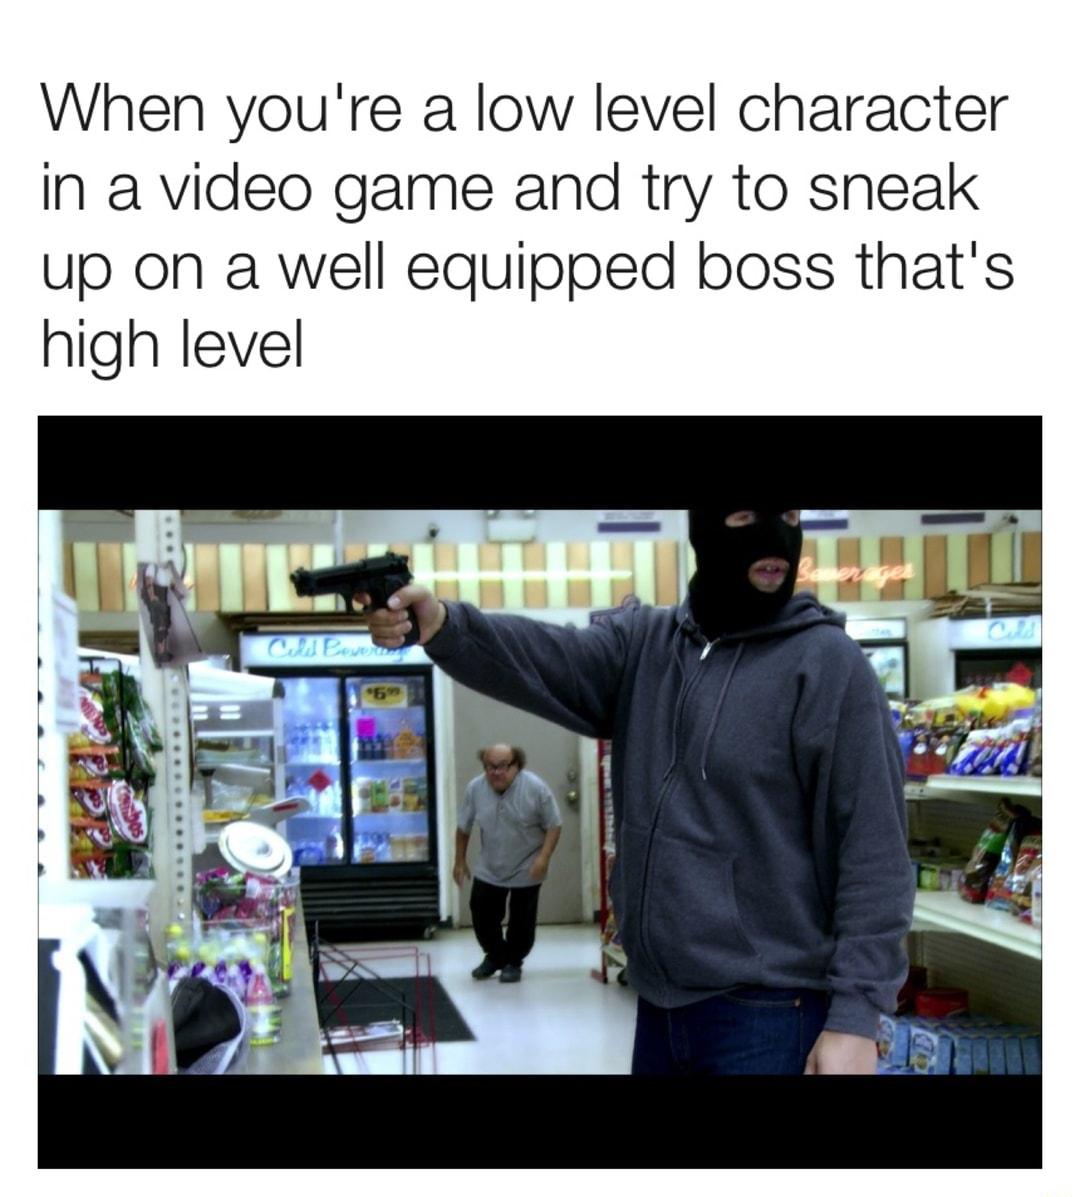 When you're a low level character
in a video game and try to sneak
up on a well equipped boss that's
high level
Beverages
Cold Beverage
Cold
$6.99